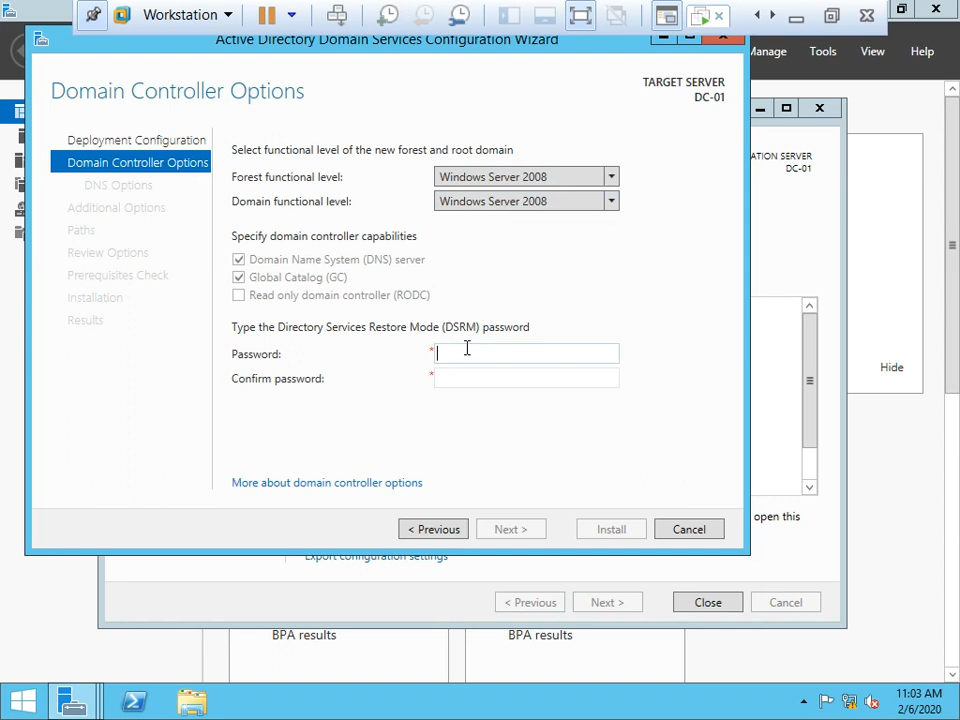 Workstation
Active Directory Domain Services Configuration Wizard
Manage
Tools
View
Help
Domain Controller Options
TARGET SERVER
DC-01
Deployment Configuration
Domain Controller Options
DNS Options
Additional Options
Paths
Review Options
Prerequisites Check
Installation
Results
Select functional level of the new forest and root domain
Forest functional level:
Windows Server 2008
Domain functional level:
Windows Server 2008
Specify domain controller capabilities
Domain Name System (DNS) server
Global Catalog (GC)
Read only domain controller (RODC)
Type the Directory Services Restore Mode (DSRM) password
Password:
*
Confirm password:
*
More about domain controller options
< Previous
Next >
Install
Cancel
ATION SERVER
DC-01
Hide
open this
Export configuration settings
< Previous
Next >
Close
Cancel
BPA results
BPA results
11:03 AM
2/6/2020